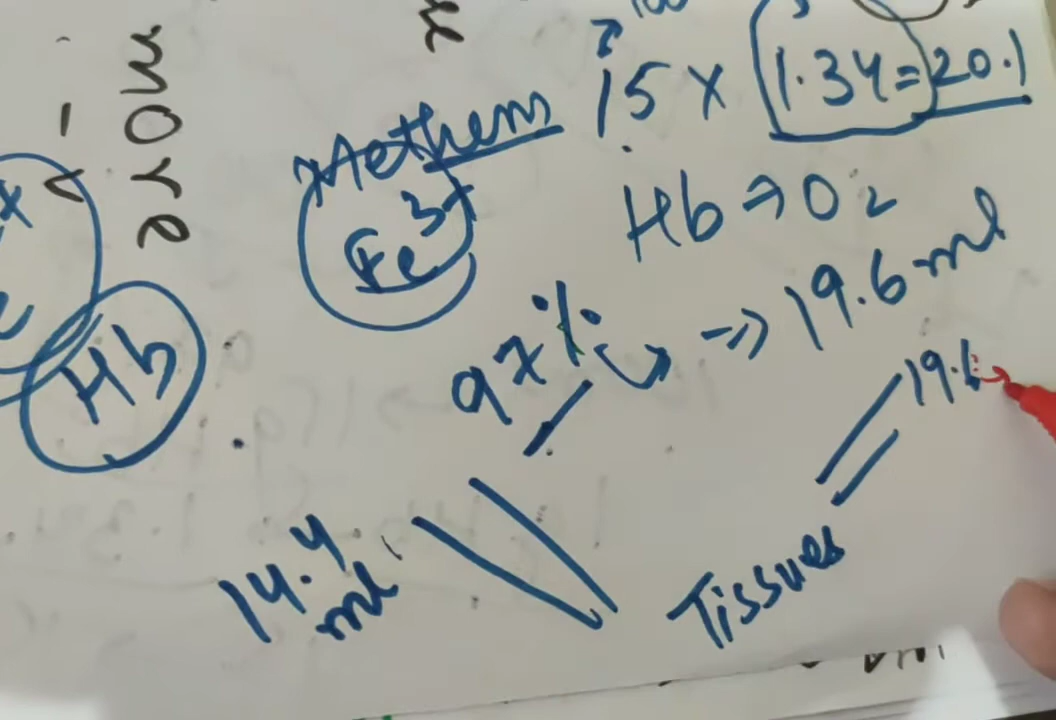 more
15 x 1.34 = 20.1
Methem
Fe3+
Hb ⇒ O2
97% ⇒ 19.6 ml
Hb
19.6
14.4
ml
Tissues